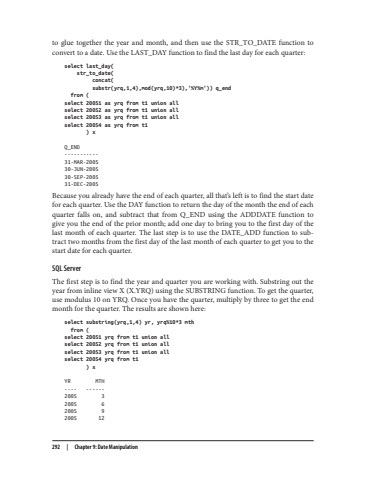 to glue together the year and month, and then use the STR_TO_DATE function to
convert to a date. Use the LAST_DAY function to find the last day for each quarter:
select last_day(
str_to_date(
concat(
substr(yrq,1,4),mod(yrq,10)*3),'%Y%m')) q_end
from (
select 20051 as yrq from t1 union all
select 20052 as yrq from t1 union all
select 20053 as yrq from t1 union all
select 20054 as yrq from t1
) x
Q_END
-----------
31-MAR-2005
30-JUN-2005
30-SEP-2005
31-DEC-2005
Because you already have the end of each quarter, all that's left is to find the start date
for each quarter. Use the DAY function to return the day of the month the end of each
quarter falls on, and subtract that from Q_END using the ADDDATE function to
give you the end of the prior month; add one day to bring you to the first day of the
last month of each quarter. The last step is to use the DATE_ADD function to sub-
tract two months from the first day of the last month of each quarter to get you to the
start date for each quarter.
SQL Server
The first step is to find the year and quarter you are working with. Substring out the
year from inline view X (X.YRQ) using the SUBSTRING function. To get the quarter,
use modulus 10 on YRQ. Once you have the quarter, multiply by three to get the end
month for the quarter. The results are shown here:
select substring(yrq,1,4) yr, yrq%10*3 mth
from (
select 20051 yrq from t1 union all
select 20052 yrq from t1 union all
select 20053 yrq from t1 union all
select 20054 yrq from t1
) x
YR MTH
---- ------
2005 3
2005 6
2005 9
2005 12
292 | Chapter 9: Date Manipulation